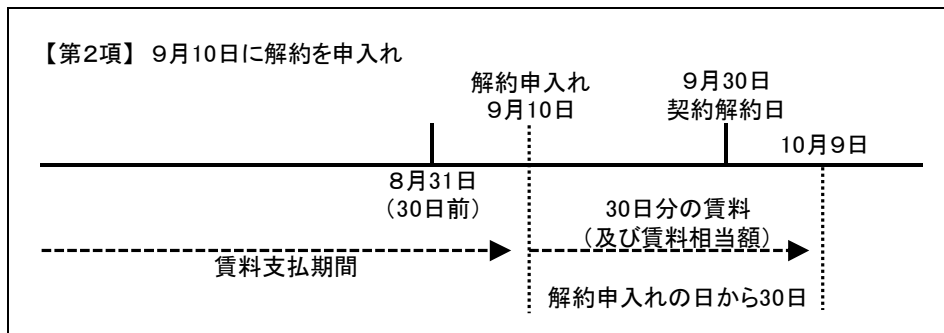 【第2項】 9月10日に解約を申入れ
解約申入れ
9月10日
9月30日
契約解約日
10月9日
8月31日
(30日前)
30日分の賃料
(及び賃料相当額)
賃料支払期間
解約申入れの日から30日